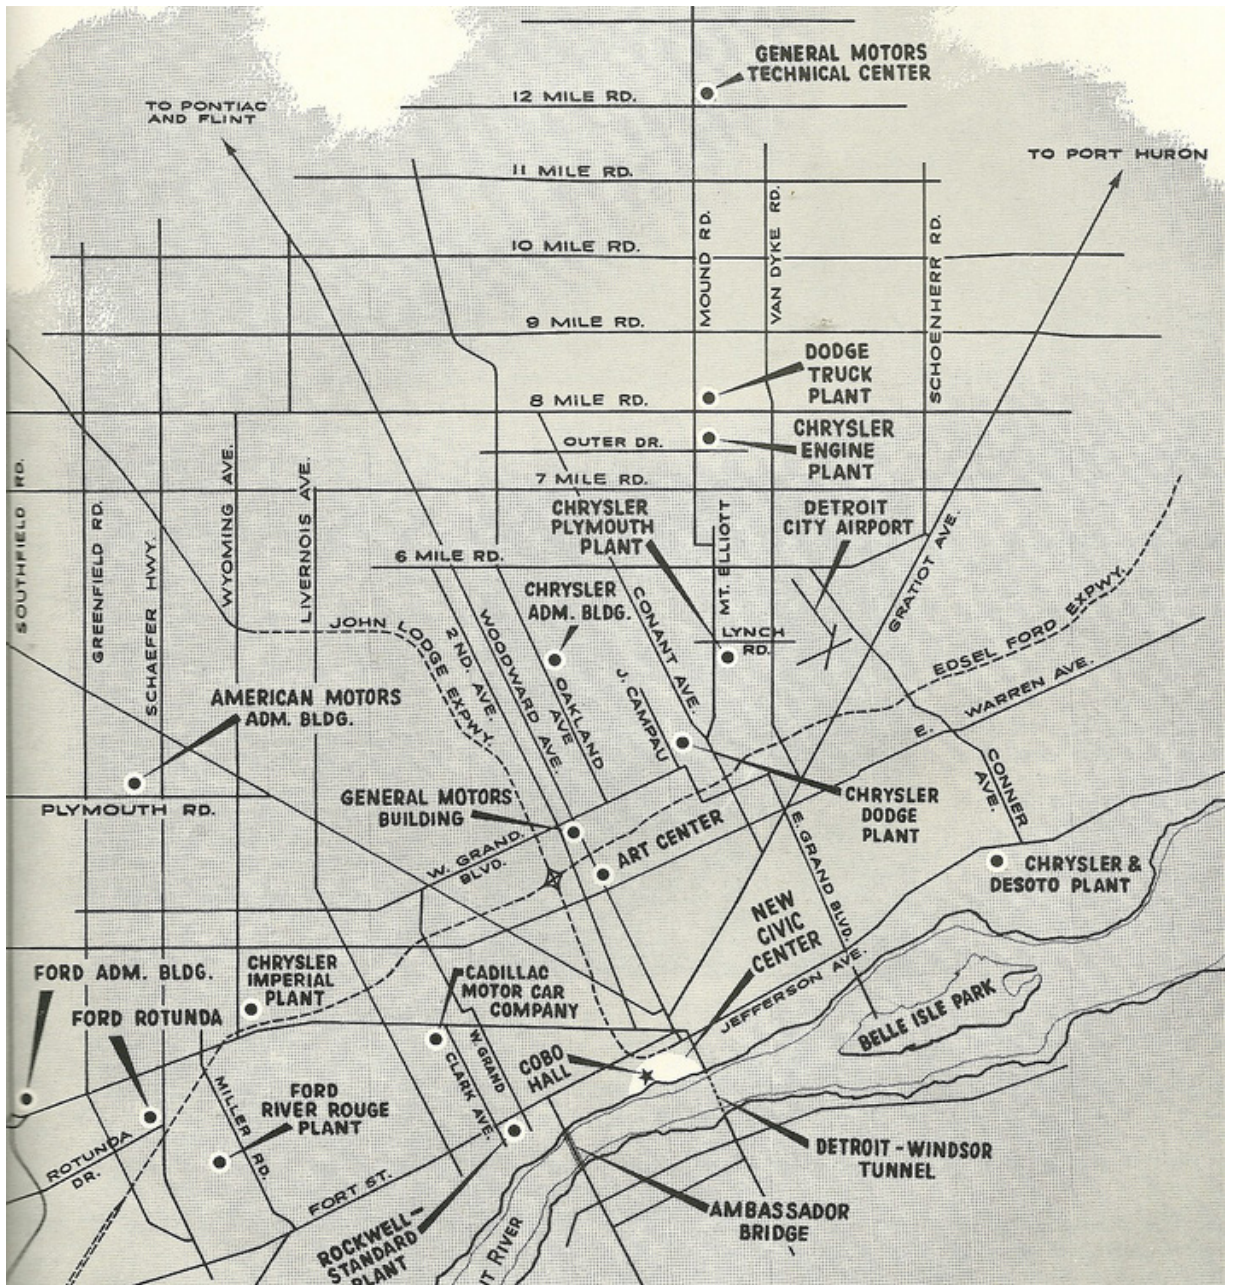 GENERAL MOTORS
TECHNICAL CENTER
12 MILE RD.
TO PONTIAC
AND FLINT
TO PORT HURON
11 MILE RD.
10 MILE RD.
MOUND RD.
VAN DYKE RD.
SCHOENHERR RD.
9 MILE RD.
DODGE
TRUCK
PLANT
8 MILE RD.
OUTER DR.
CHRYSLER
ENGINE
PLANT
7 MILE RD.
SOUTHFIELD RD.
GREENFIELD RD.
SCHAEFER HWY.
WYOMING AVE.
LIVERNOIS AVE.
CHRYSLER
PLYMOUTH
PLANT
DETROIT
CITY AIRPORT
MT. ELLIOTT
GRATIOT AVE.
6 MILE RD.
CHRYSLER
ADM. BLDG.
CONANT AVE.
LYNCH
RD.
JOHN LODGE EXPWY.
2 ND. AVE.
WOODWARD AVE.
OAKLAND
AVE
J. CAMPAU
EDSEL FORD EXPWY.
E. WARREN AVE.
AMERICAN MOTORS
ADM. BLDG.
PLYMOUTH RD.
GENERAL MOTORS
BUILDING
W. GRAND.
BLVD.
ART CENTER
CHRYSLER
DODGE
PLANT
CONNER
AVE.
E. GRAND BLVD.
CHRYSLER &
DESOTO PLANT
NEW
CIVIC
CENTER
JEFFERSON AVE.
BELLE ISLE PARK
FORD ADM. BLDG.
CHRYSLER
IMPERIAL
PLANT
FORD ROTUNDA
CADILLAC
MOTOR CAR
COMPANY
W. GRAND
CLARK AVE.
COBO
HALL
FORD
RIVER ROUGE
PLANT
MILLER RD.
ROTUNDA
DR.
FORT ST.
DETROIT-WINDSOR
TUNNEL
AMBASSADOR
BRIDGE
ROCKWELL-
STANDARD
PLANT
IT RIVER